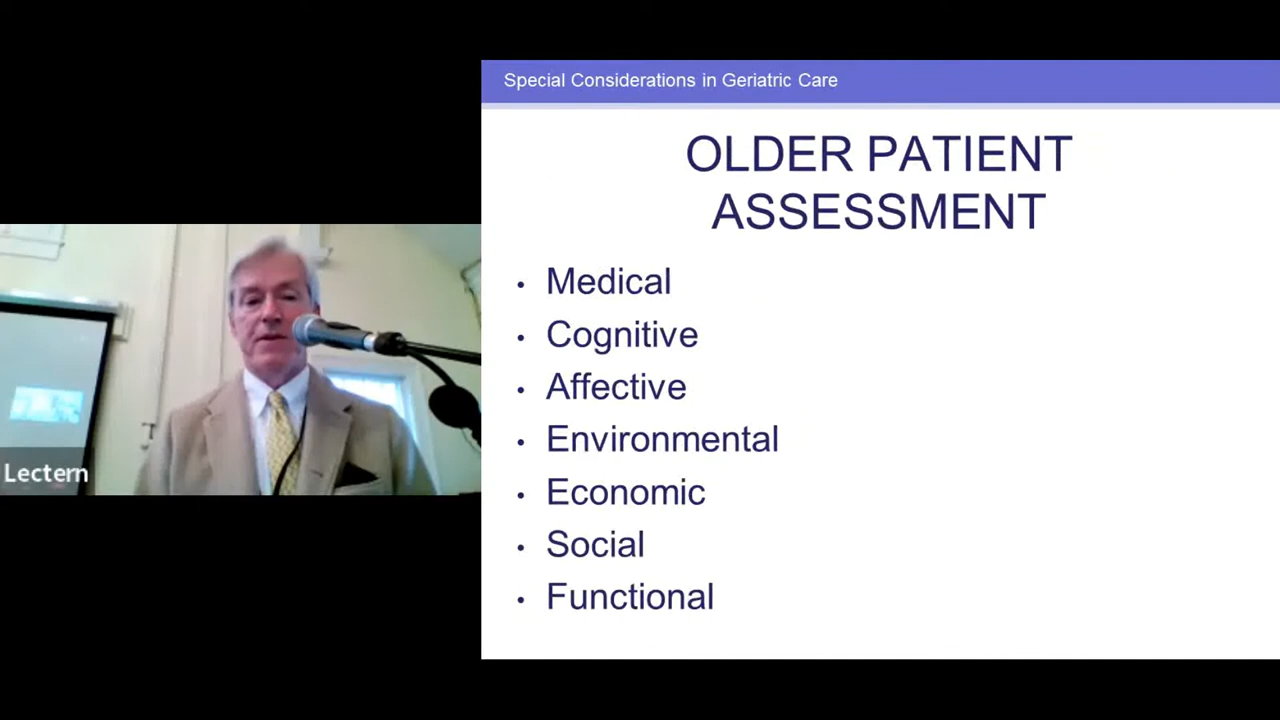 Special Considerations in Geriatric Care
OLDER PATIENT
ASSESSMENT
• Medical
• Cognitive
• Affective
• Environmental
• Economic
• Social
• Functional
Lectern